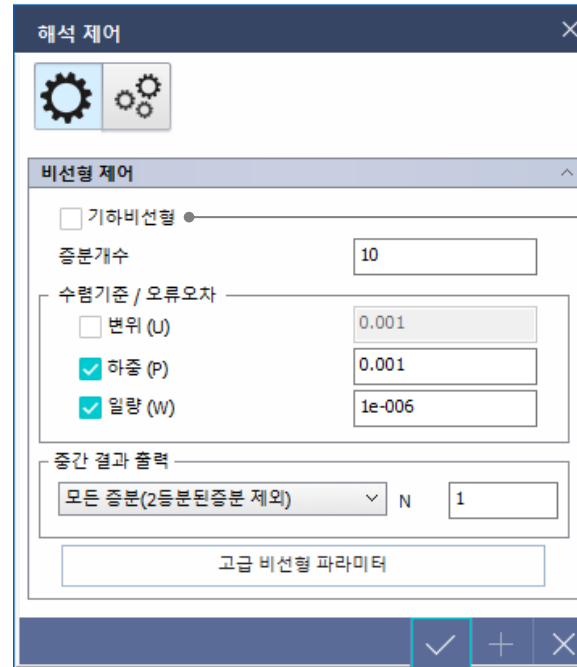 해석 제어
비선형 제어
기하비선형
증분개수 10
수렴기준 / 오류오차
변위 (U) 0.001
하중 (P) 0.001
일량 (W) 1e-006
중간 결과 출력
모든 증분(2등분된증분 제외) N 1
고급 비선형 파라미터